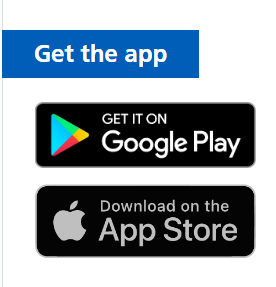 Get the app
GET IT ON
Google Play
Download on the
App Store